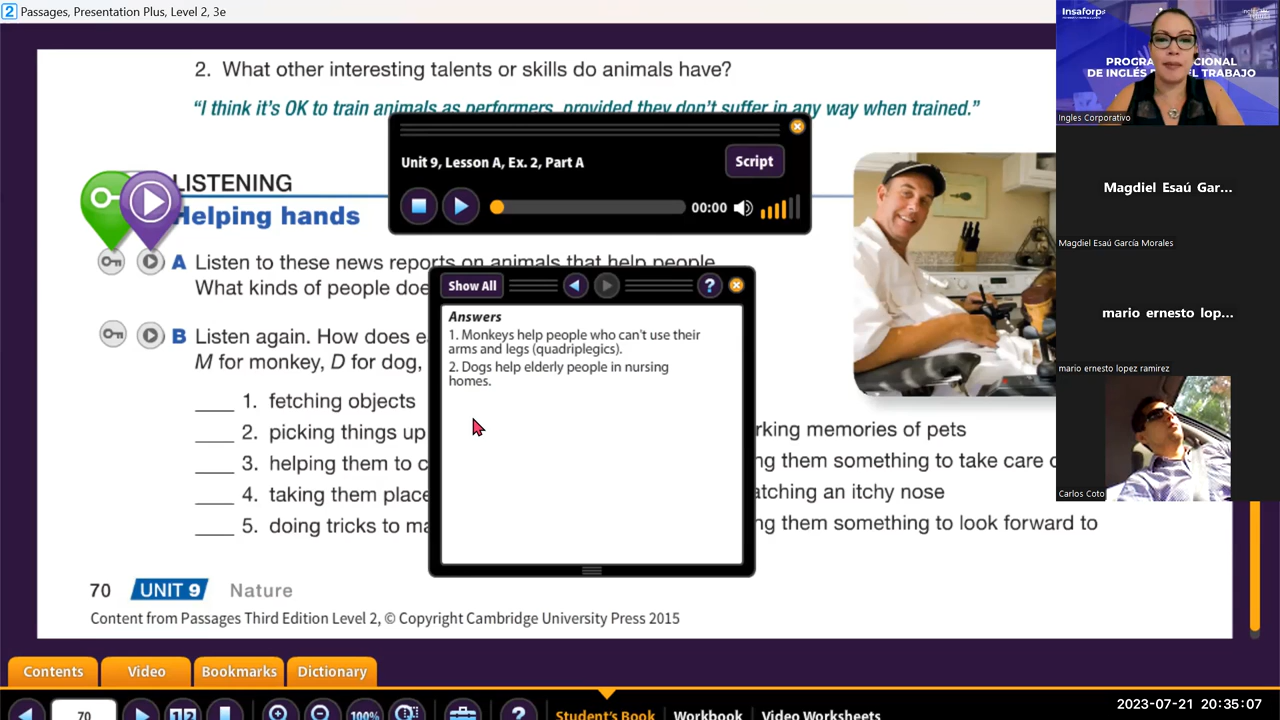 Passages, Presentation Plus, Level 2, 3e
2. What other interesting talents or skills do animals have?
"I think it's OK to train animals as performers, provided they don't suffer in any way when trained."
Unit 9, Lesson A, Ex. 2, Part A
Script
00:00
LISTENING
Helping hands
A Listen to these news reports on animals that help people.
What kinds of people doe
Show All
?
Answers
1. Monkeys help people who can't use their
arms and legs (quadriplegics).
2. Dogs help elderly people in nursing
homes.
B Listen again. How does ea
M for monkey, D for dog,
1. fetching objects
2. picking things up
3. helping them to c
4. taking them place
5. doing tricks to ma
rking memories of pets
ng them something to take care o
atching an itchy nose
ng them something to look forward to
70 UNIT 9 Nature
Content from Passages Third Edition Level 2, © Copyright Cambridge University Press 2015
Contents
Video
Bookmarks
Dictionary
70
1 2
100%
?
Student's Book
Workbook
Video Worksheets
Insaforp
DE INGLÉS
EL TRABAJO
Ingles Corporativo
Magdiel Esaú Gar...
Magdiel Esaú García Morales
mario ernesto lop...
mario ernesto lopez ramirez
Carlos Coto
2023-07-21 20:35:07